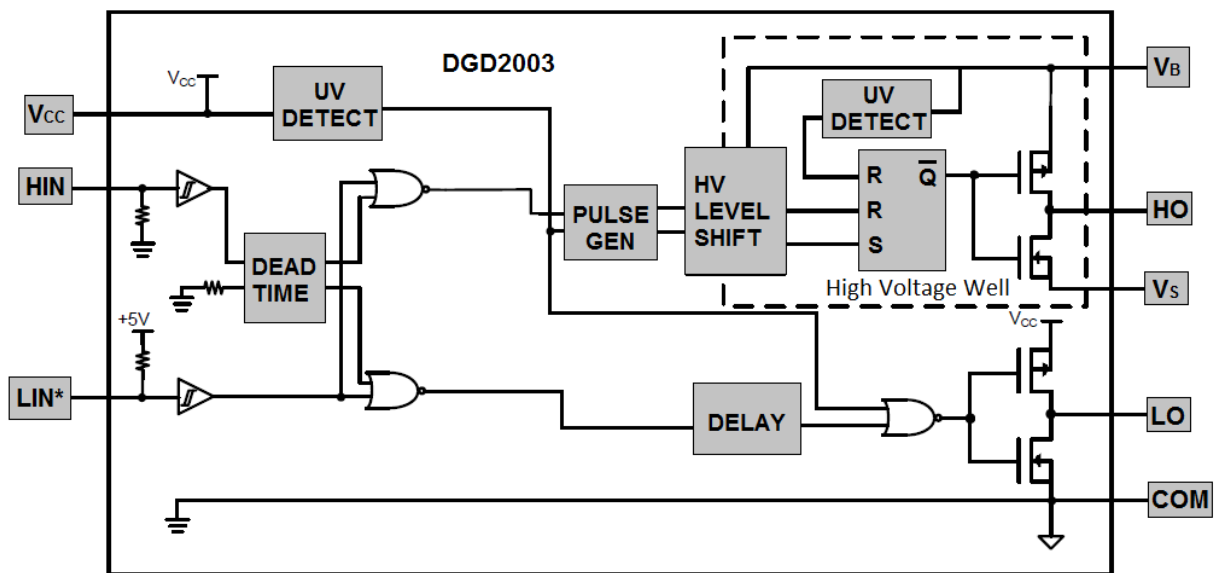 DGD2003
VCC
VCC
UV
DETECT
UV
DETECT
VB
HIN
HV
LEVEL
SHIFT
R
Q
R
S
PULSE
GEN
HO
DEAD
TIME
High Voltage Well
VS
+5V
VCC
LIN*
DELAY
LO
COM